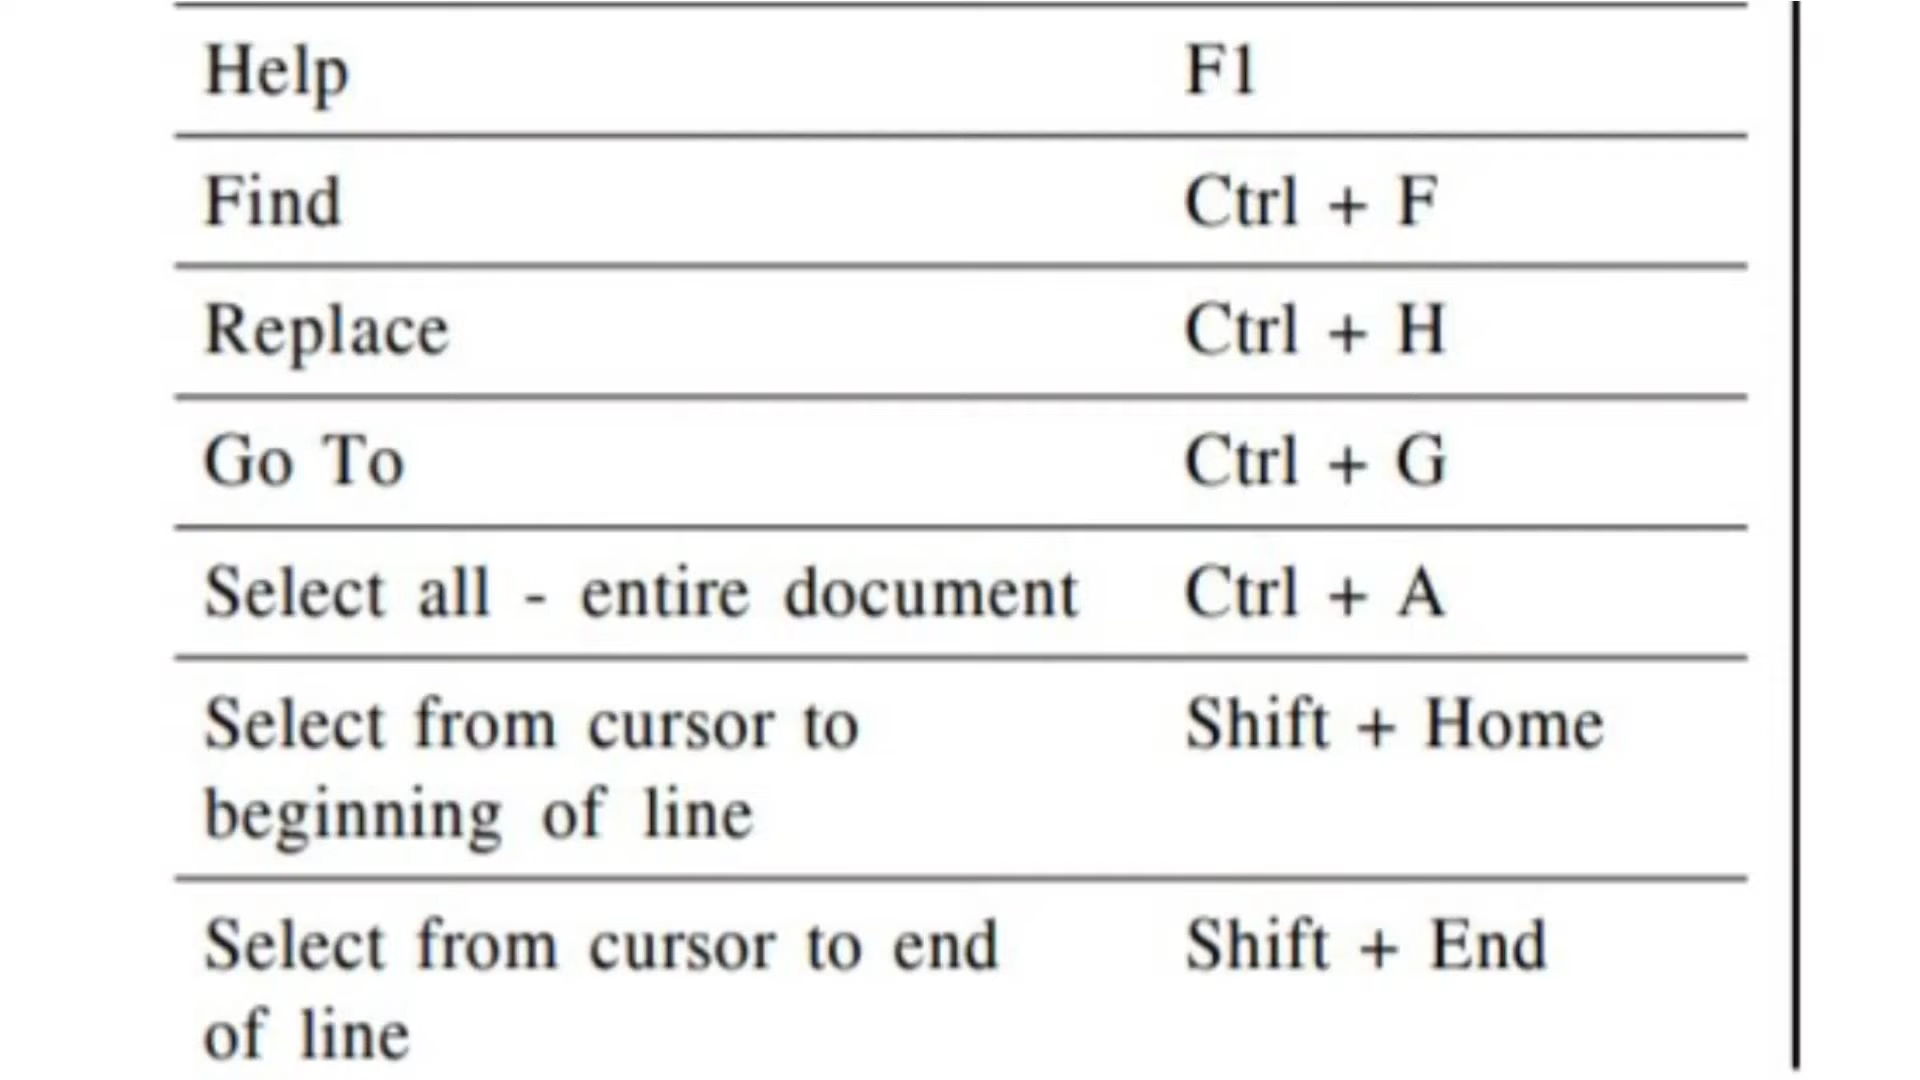 Help F1
Find Ctrl + F
Replace Ctrl + H
Go To Ctrl + G
Select all - entire document Ctrl + A
Select from cursor to Shift + Home
beginning of line
Select from cursor to end Shift + End
of line